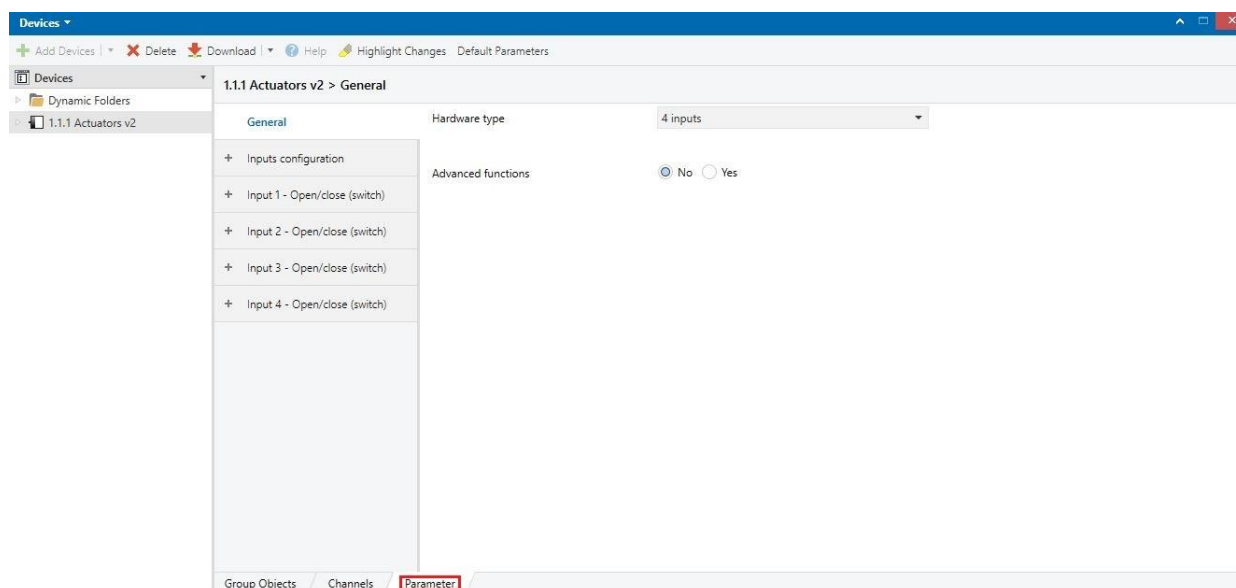 Devices
Add Devices Delete Download Help Highlight Changes Default Parameters
Devices
Dynamic Folders
1.1.1 Actuators v2
1.1.1 Actuators v2 > General
General
+ Inputs configuration
+ Input 1 - Open/close (switch)
+ Input 2 - Open/close (switch)
+ Input 3 - Open/close (switch)
+ Input 4 - Open/close (switch)
Hardware type 4 inputs
Advanced functions No Yes
Group Objects Channels Parameter